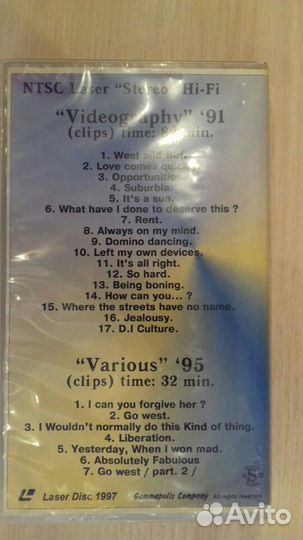 NTSC Laser "Stereo" Hi-Fi
"Videography" '91
(clips) time: min.
1. West and Girl.
2. Love comes quick
3. Opportunities.
4. Suburbia.
5. It's a sun.
6. What have I done to deserve this ?
7. Rent.
8. Always on my mind.
9. Domino dancing.
10. Left my own devices.
11. It's all right.
12. So hard.
13. Being boning.
14. How can you... ?
15. Where the streets have no name.
16. Jealousy.
17. D.I Culture.
"Various" '95
(clips) time: 32 min.
1. I can you forgive her ?
2. Go west.
3. I Wouldn't normally do this Kind of thing.
4. Liberation.
5. Yesterday, When I won mad.
6. Absolutely Fabulous
7. Go west / part. 2 /
Laser Disc 1997 Gammapolis Company All rights reserved
Avito